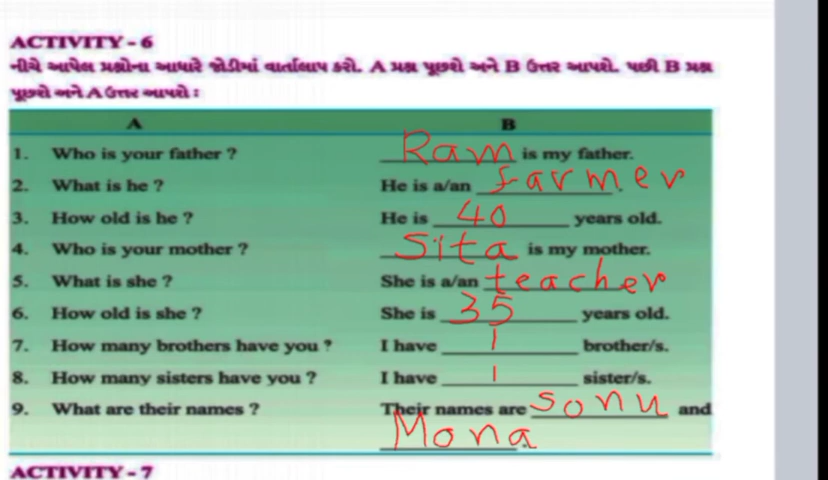 ACTIVITY - 6
નીચે આપેલ પ્રશ્નોના આધારે જોડીમાં વાર્તાલાપ કરો. A પ્રશ્ન પૂછશે અને B ઉત્તર આપશે. પછી B પ્રશ્ન
પૂછશે અને A ઉત્તર આપશે :
A B
1. Who is your father ? Ram is my father.
2. What is he ? He is a/an farmer.
3. How old is he ? He is 40 years old.
4. Who is your mother ? Sita is my mother.
5. What is she ? She is a/an teacher
6. How old is she ? She is 35 years old.
7. How many brothers have you ? I have 1 brother/s.
8. How many sisters have you ? I have 1 sister/s.
9. What are their names ? Their names are sonu and
Mona.
ACTIVITY - 7